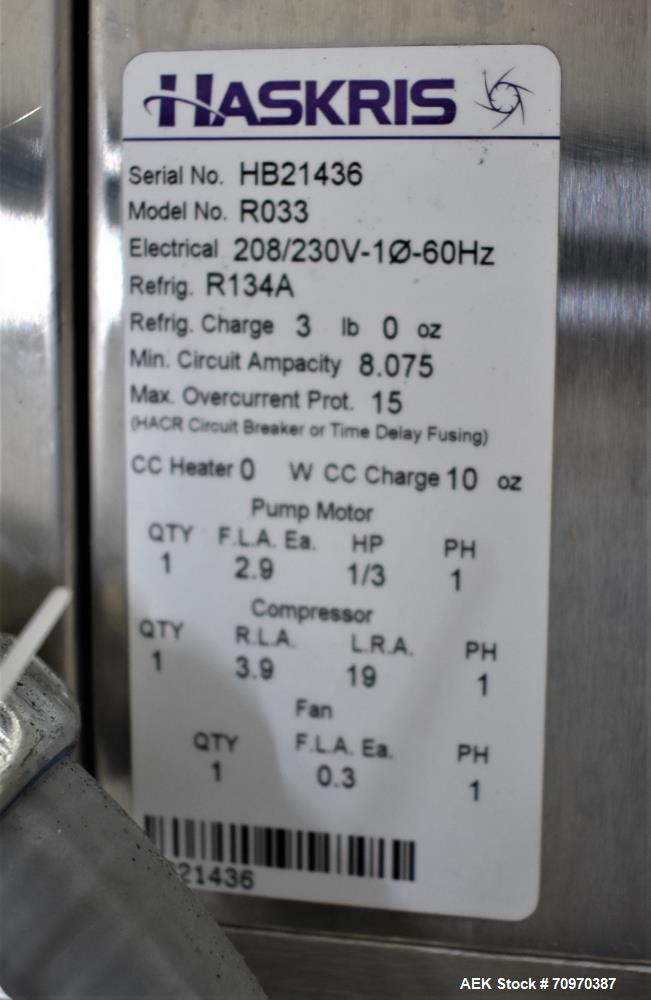 HASKRIS
Serial No. HB21436
Model No. R033
Electrical 208/230V-1Ø-60Hz
Refrig. R134A
Refrig. Charge 3 lb 0 oz
Min. Circuit Ampacity 8.075
Max. Overcurrent Prot. 15
(HACR Circuit Breaker or Time Delay Fusing)
CC Heater 0 W CC Charge 10 oz
Pump Motor
QTY F.L.A. Ea. HP PH
1 2.9 1/3 1
Compressor
QTY R.L.A. L.R.A. PH
1 3.9 19 1
Fan
QTY F.L.A. Ea. PH
1 0.3 1
21436
AEK Stock # 70970387